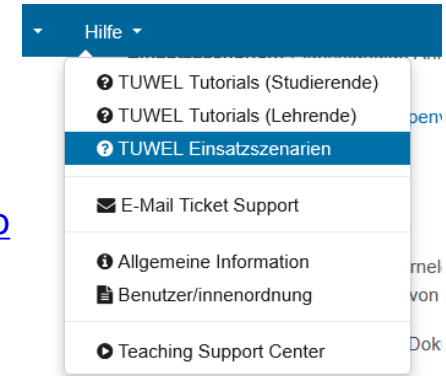 Hilfe
TUWEL Tutorials (Studierende)
TUWEL Tutorials (Lehrende)
TUWEL Einsatzszenarien
E-Mail Ticket Support
Allgemeine Information
Benutzer/innenordnung
von
Teaching Support Center